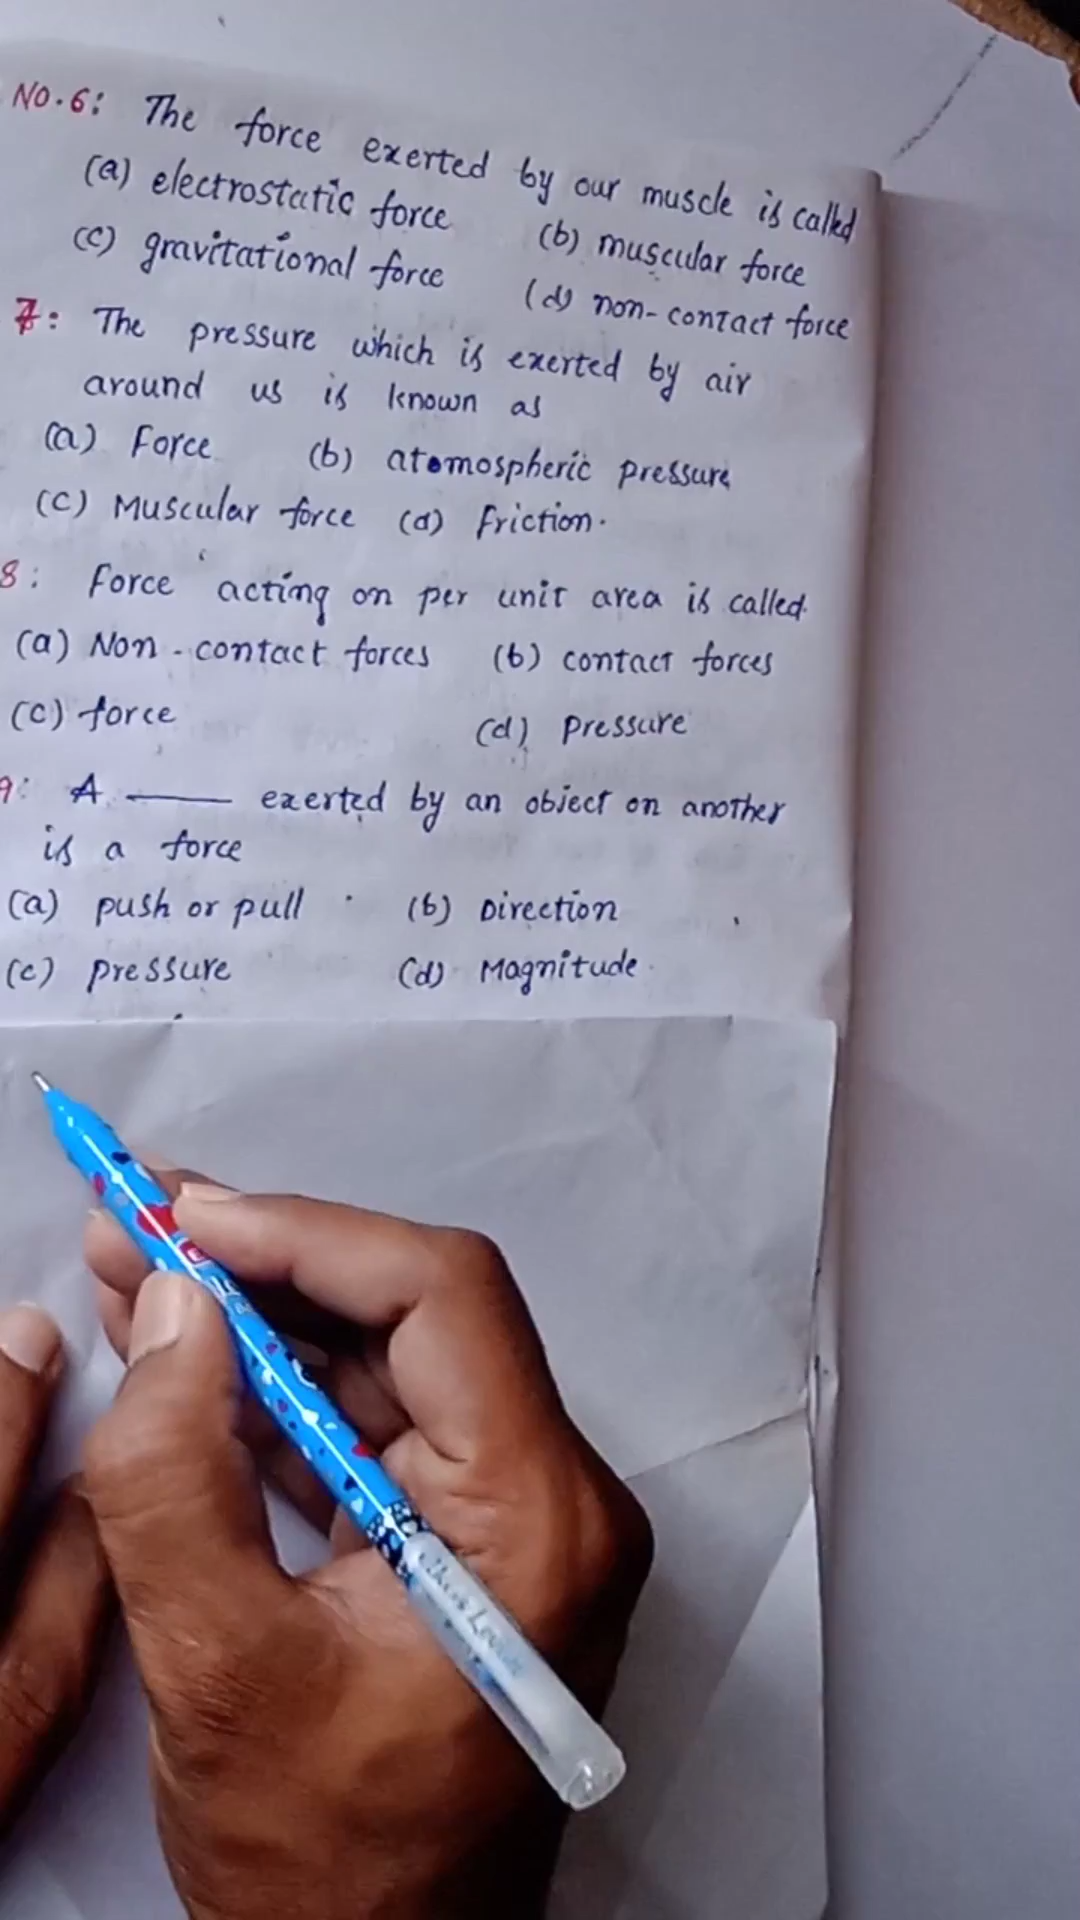 NO.6: The force exerted by our muscle is called
(a) electrostatic force (b) muscular force
(c) gravitational force (d) non-contact force
7: The pressure which is exerted by air
around us is known as
(a) Force (b) atomospheric pressure
(c) Muscular force (d) Friction.
8: Force acting on per unit area is called.
(a) Non-contact forces (b) contact forces
(c) force (d) Pressure
9: A ____ exerted by an object on another
is a force
(a) push or pull (b) Direction
(c) pressure (d) Magnitude.